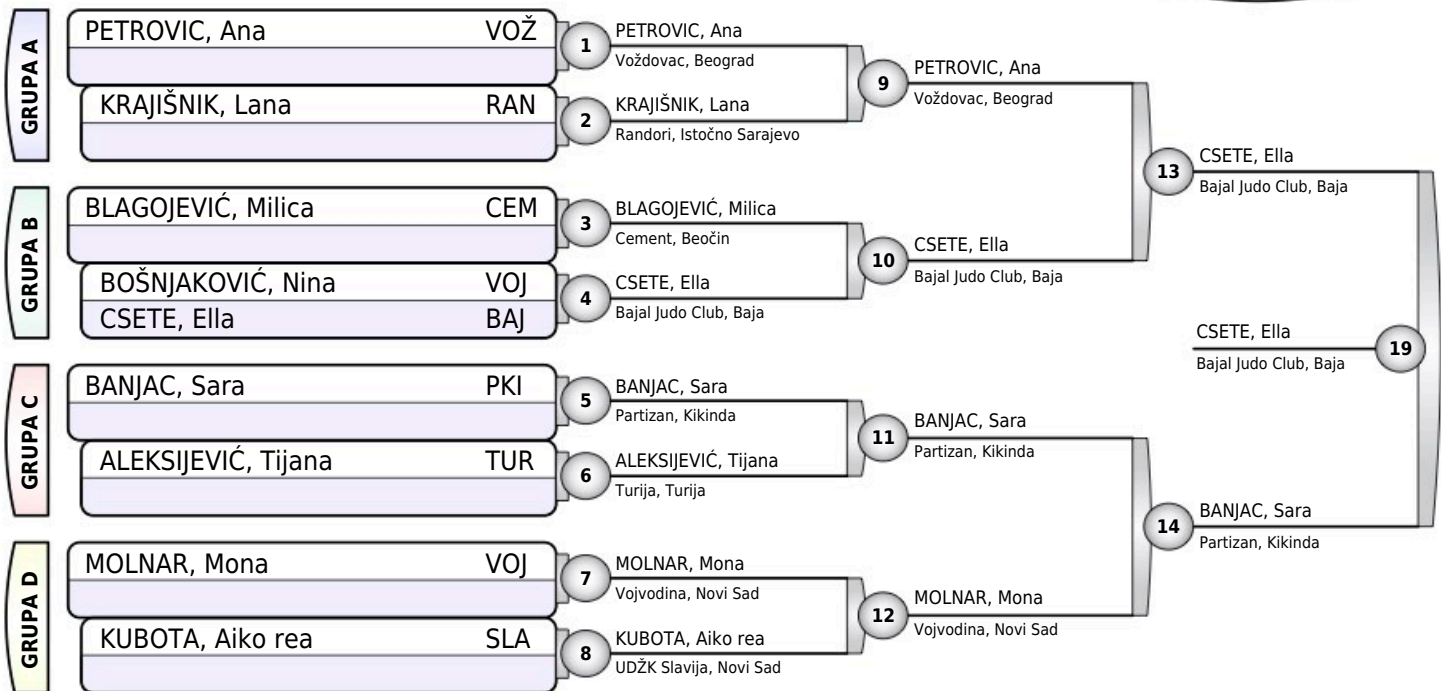 GRUPA A
PETROVIC, Ana VOŽ
KRAJIŠNIK, Lana RAN
GRUPA B
BLAGOJEVIĆ, Milica CEM
BOŠNJAKOVIĆ, Nina VOJ
CSETE, Ella BAJ
GRUPA C
BANJAC, Sara PKI
ALEKSIJEVIĆ, Tijana TUR
GRUPA D
MOLNAR, Mona VOJ
KUBOTA, Aiko rea SLA
1
PETROVIC, Ana
Voždovac, Beograd
2
KRAJIŠNIK, Lana
Randori, Istočno Sarajevo
3
BLAGOJEVIĆ, Milica
Cement, Beočin
4
CSETE, Ella
Bajal Judo Club, Baja
5
BANJAC, Sara
Partizan, Kikinda
6
ALEKSIJEVIĆ, Tijana
Turija, Turija
7
MOLNAR, Mona
Vojvodina, Novi Sad
8
KUBOTA, Aiko rea
UDŽK Slavija, Novi Sad
9
PETROVIC, Ana
Voždovac, Beograd
10
CSETE, Ella
Bajal Judo Club, Baja
11
BANJAC, Sara
Partizan, Kikinda
12
MOLNAR, Mona
Vojvodina, Novi Sad
13
CSETE, Ella
Bajal Judo Club, Baja
14
BANJAC, Sara
Partizan, Kikinda
CSETE, Ella
Bajal Judo Club, Baja
19